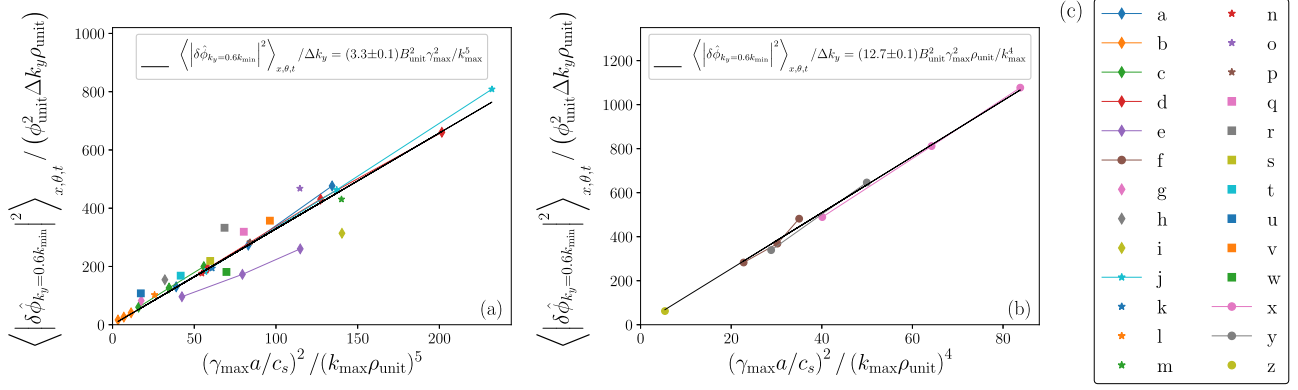 ⟨|δφ̂_{k_y=0.6k_min}|²⟩_{x,θ,t} / (φ²_unit Δk_y ρ_unit)
1000
800
600
400
200
0
⟨|δφ̂_{k_y=0.6k_min}|²⟩_{x,θ,t} /Δk_y = (3.3±0.1)B²_unit γ²_max/k⁵_max
(a)
0 50 100 150 200
(γ_max a/c_s)² / (k_max ρ_unit)⁵
⟨|δφ̂_{k_y=0.6k_min}|²⟩_{x,θ,t} / (φ²_unit Δk_y ρ_unit)
1200
1000
800
600
400
200
0
⟨|δφ̂_{k_y=0.6k_min}|²⟩_{x,θ,t} /Δk_y = (12.7±0.1)B²_unit γ²_max ρ_unit/k⁴_max
(b)
0 20 40 60 80
(γ_max a/c_s)² / (k_max ρ_unit)⁴
(c)
a
b
c
d
e
f
g
h
i
j
k
l
m
n
o
p
q
r
s
t
u
v
w
x
y
z